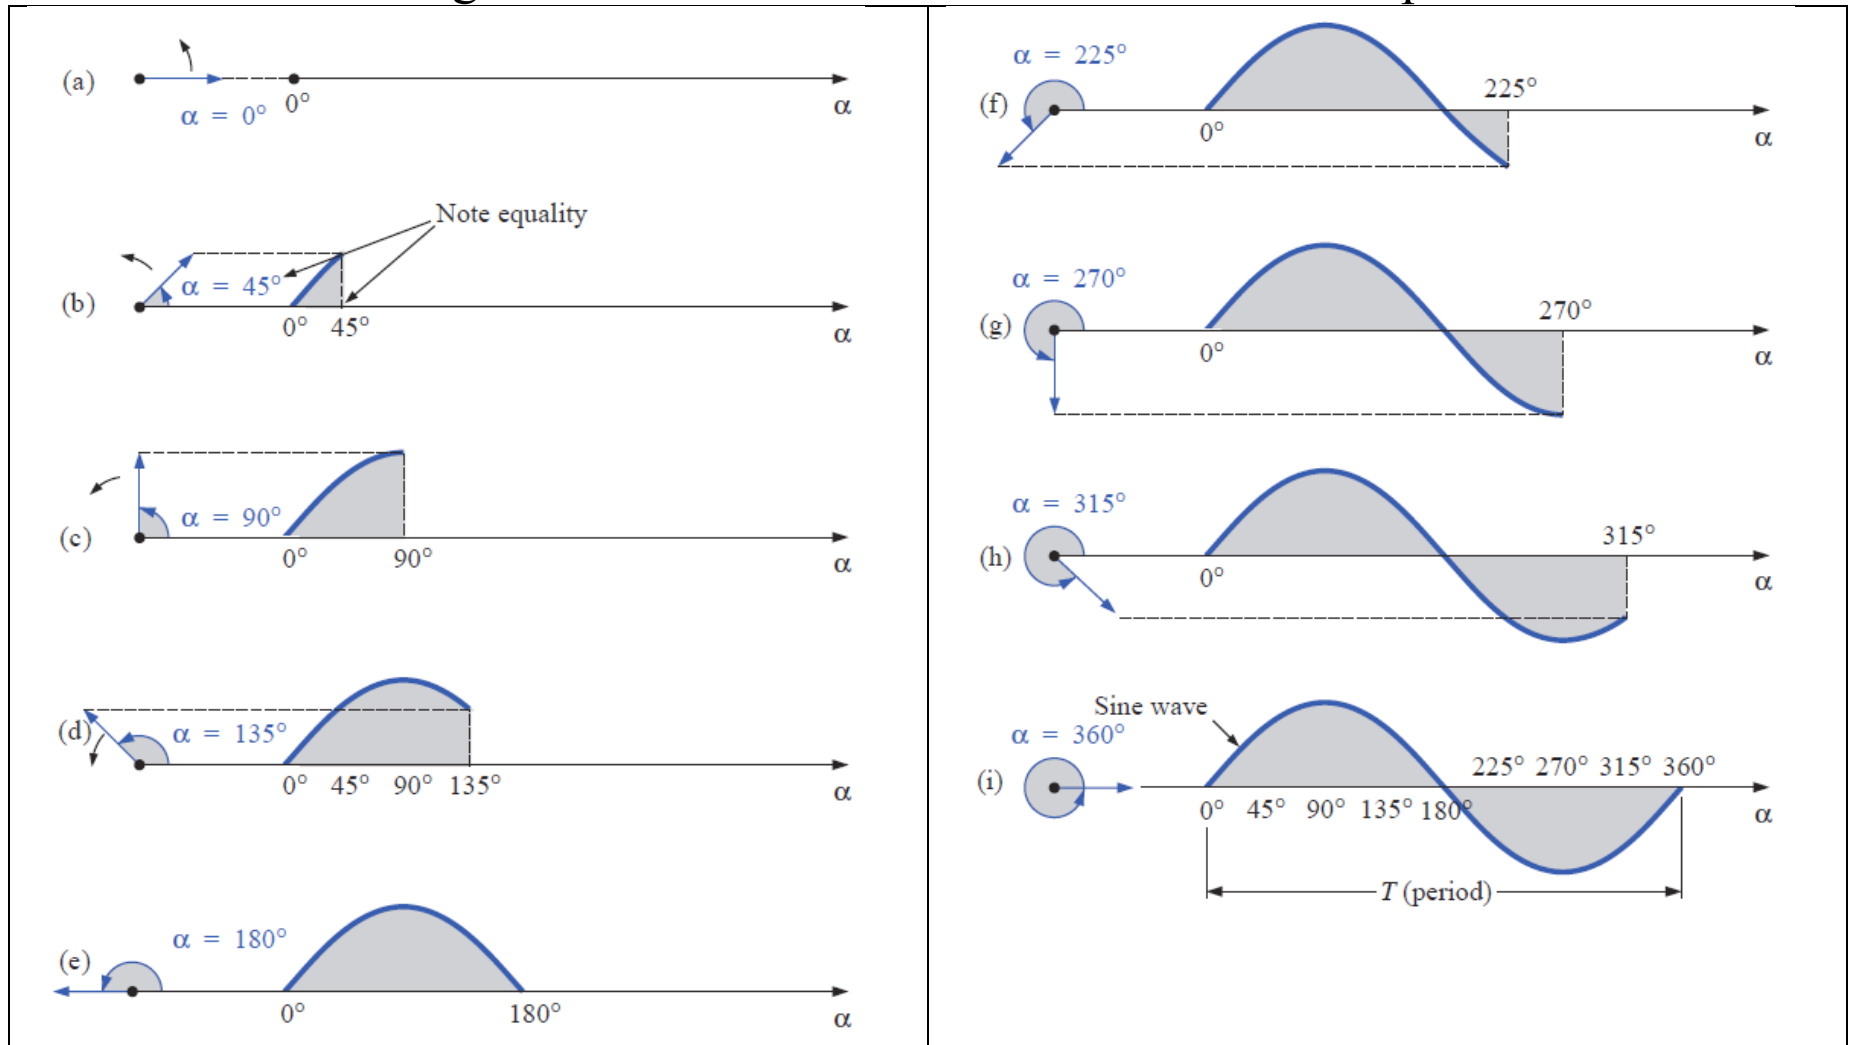 (a)
α = 0° 0°
α
Note equality
α = 45°
(b)
0° 45°
α
α = 90°
(c)
0° 90°
α
(d)
α = 135°
0° 45° 90° 135°
α
α = 180°
(e)
0° 180°
α
α = 225°
(f)
225°
0°
α
α = 270°
(g)
270°
0°
α
α = 315°
(h)
315°
0°
α
Sine wave
α = 360°
(i)
225° 270° 315° 360°
0° 45° 90° 135° 180°
α
T (period)